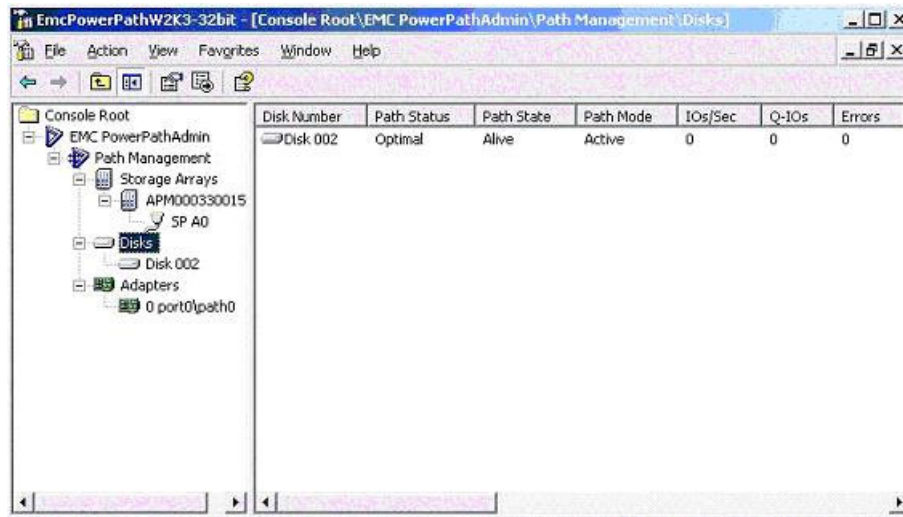 EmcPowerPathW2K3-32bit - [Console Root\EMC PowerPathAdmin\Path Management\Disks]
File Action View Favorites Window Help
Console Root
EMC PowerPathAdmin
Path Management
Storage Arrays
APM000330015
SP A0
Disks
Disk 002
Adapters
0 port0\path0
Disk Number Path Status Path State Path Mode IOs/Sec Q-IOs Errors
Disk 002 Optimal Alive Active 0 0 0